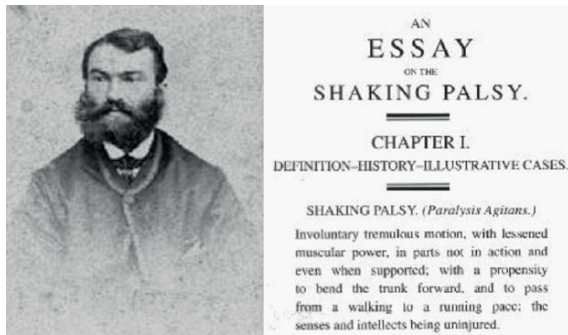 AN
ESSAY
ON THE
SHAKING PALSY.
CHAPTER I.
DEFINITION–HISTORY–ILLUSTRATIVE CASES.
SHAKING PALSY. (Paralysis Agitans.)
Involuntary tremulous motion, with lessened
muscular power, in parts not in action and
even when supported; with a propensity
to bend the trunk forward, and to pass
from a walking to a running pace: the
senses and intellects being uninjured.